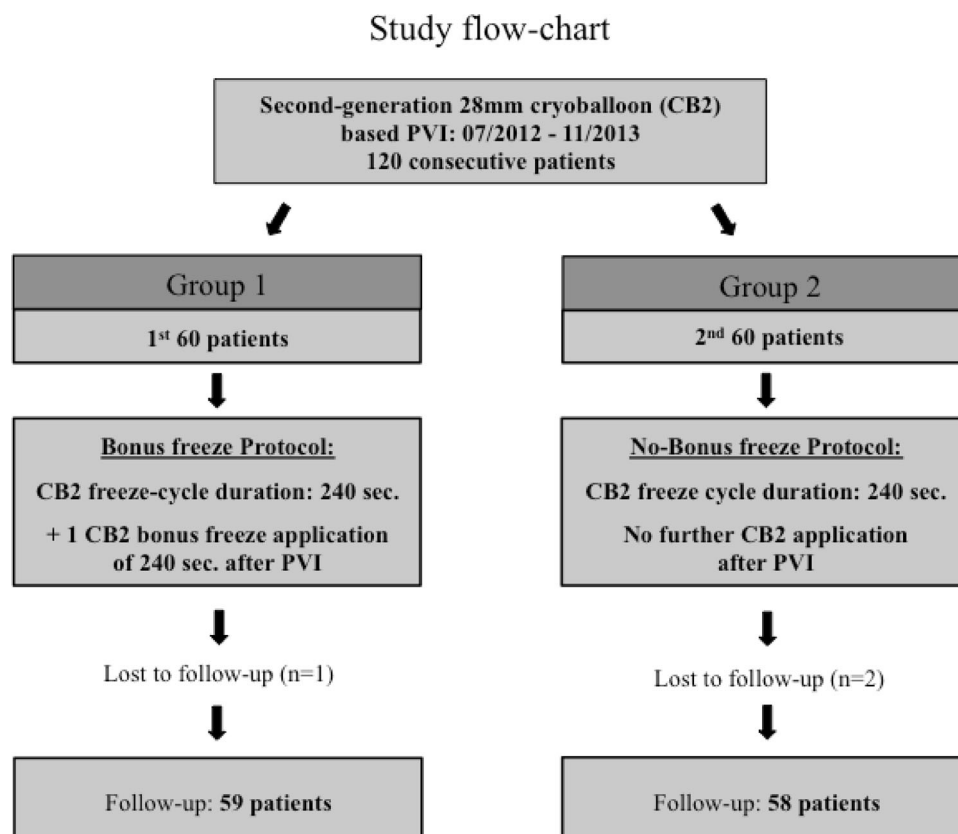 Study flow-chart
Second-generation 28mm cryoballoon (CB2)
based PVI: 07/2012 - 11/2013
120 consecutive patients
Group 1
1st 60 patients
Bonus freeze Protocol:
CB2 freeze-cycle duration: 240 sec.
+ 1 CB2 bonus freeze application
of 240 sec. after PVI
Lost to follow-up (n=1)
Follow-up: 59 patients
Group 2
2nd 60 patients
No-Bonus freeze Protocol:
CB2 freeze cycle duration: 240 sec.
No further CB2 application
after PVI
Lost to follow-up (n=2)
Follow-up: 58 patients